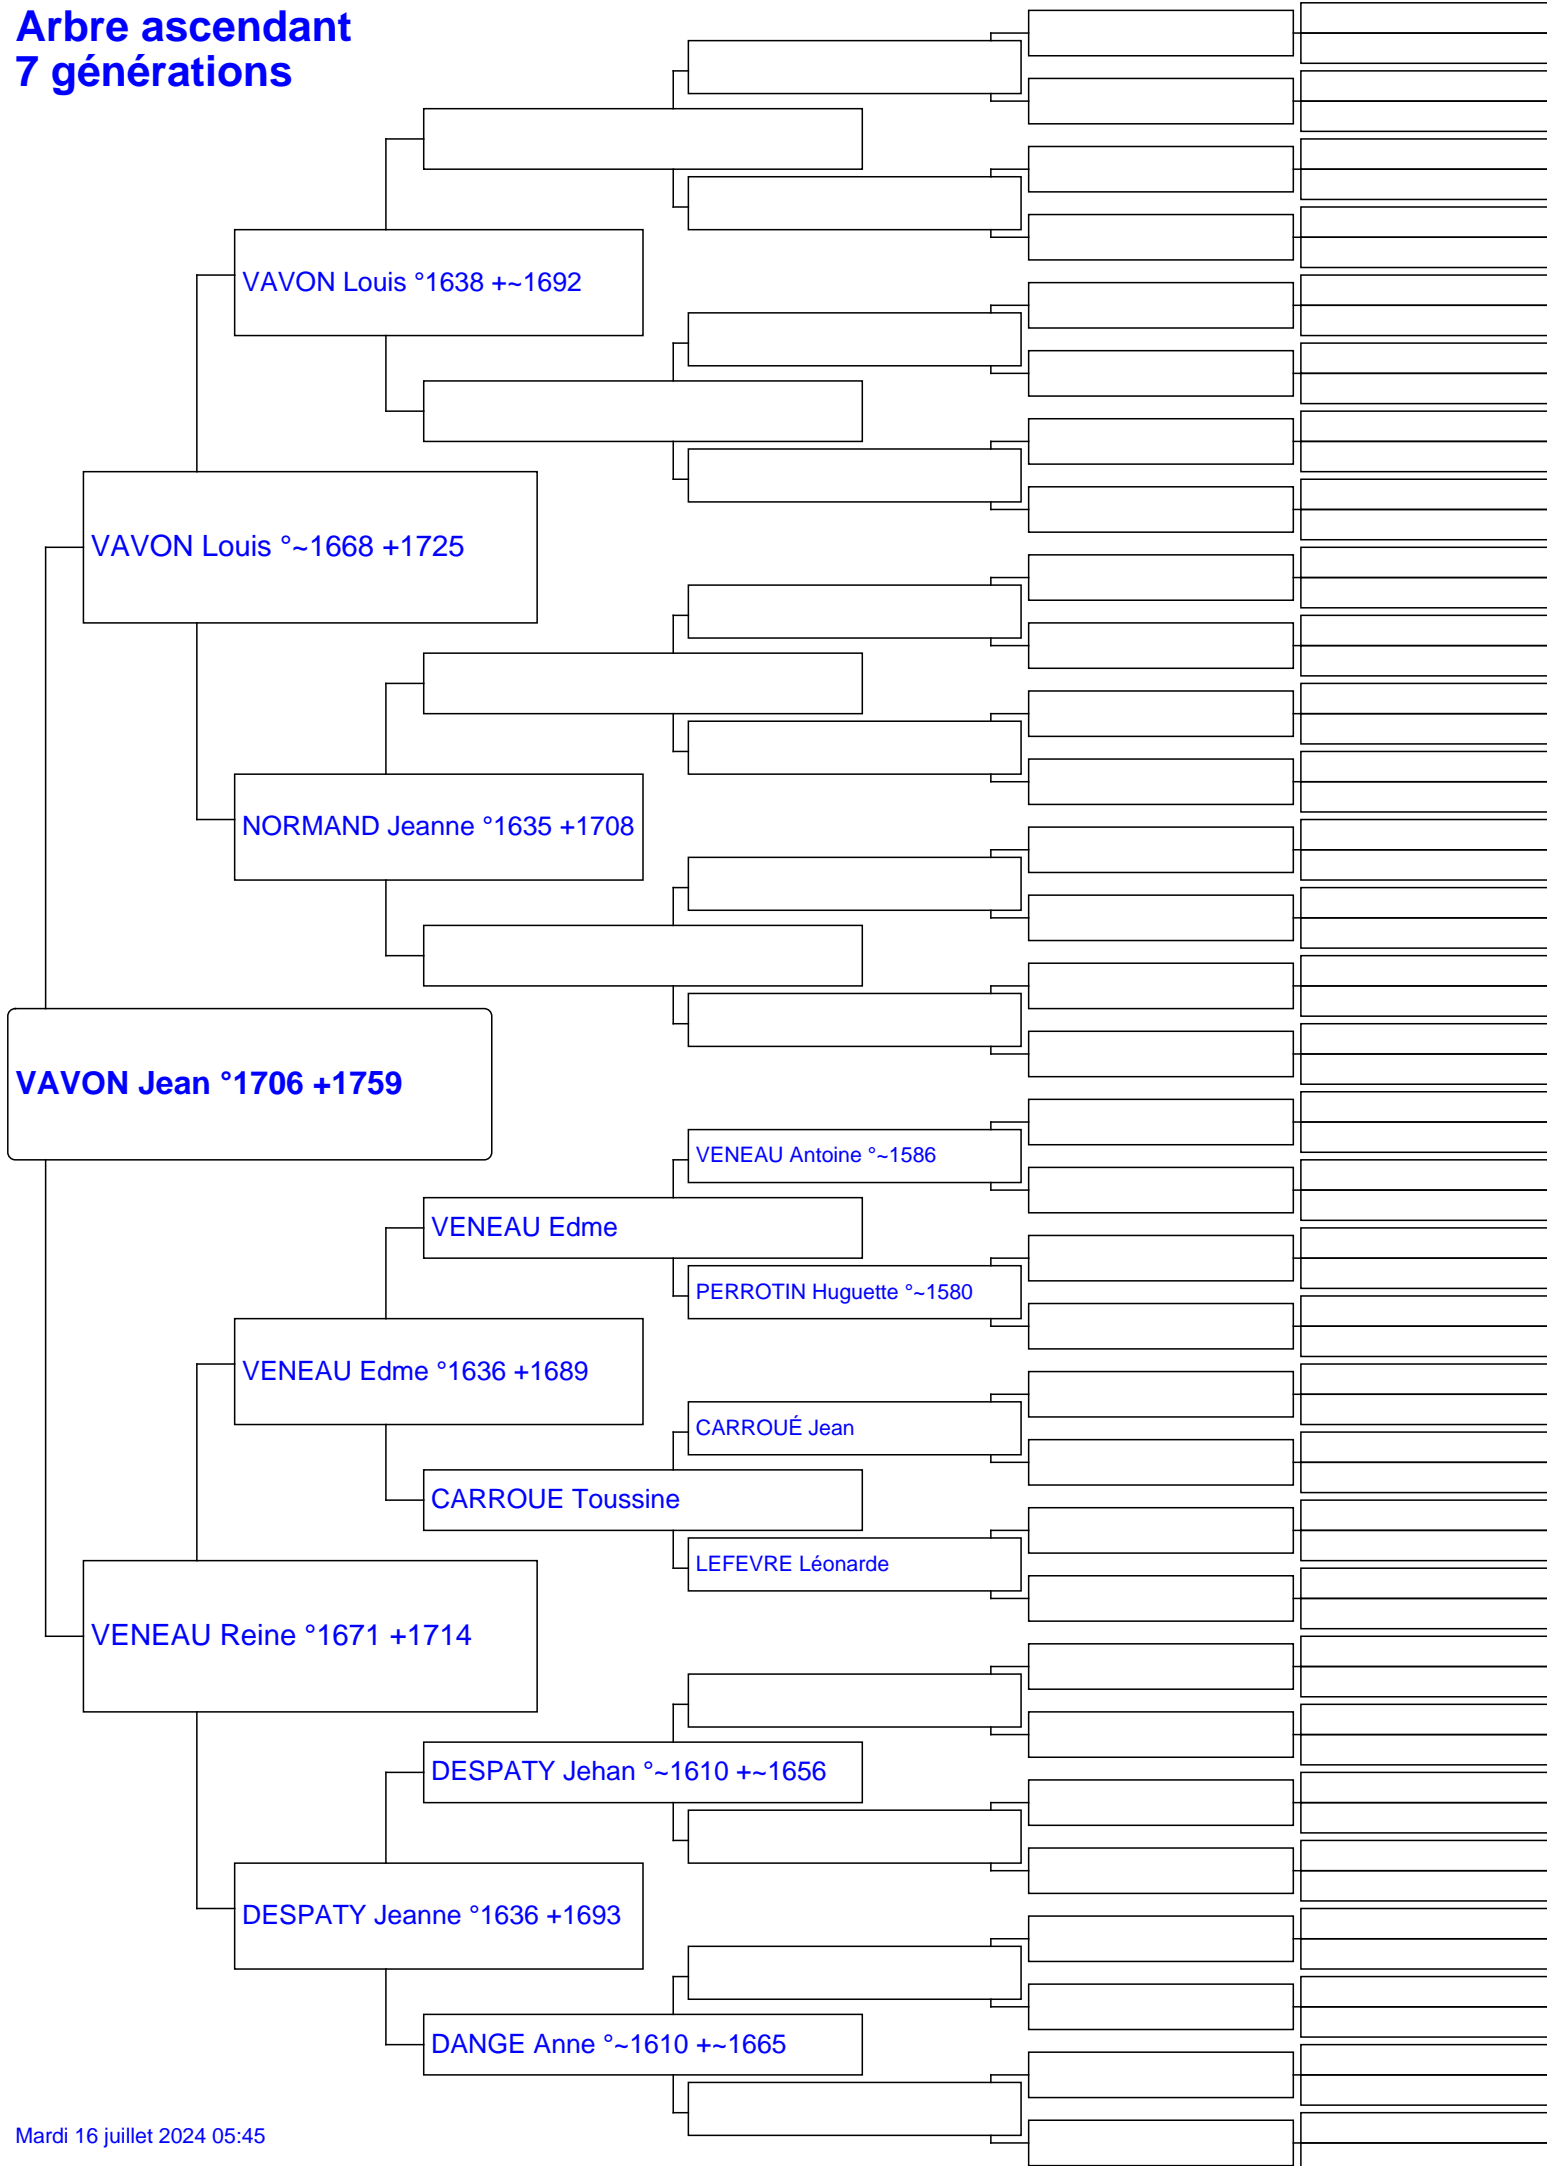 Arbre ascendant
7 générations
VAVON Louis °1638 +~1692
VAVON Louis °~1668 +1725
NORMAND Jeanne °1635 +1708
VAVON Jean °1706 +1759
VENEAU Antoine °~1586
VENEAU Edme
PERROTIN Huguette °~1580
VENEAU Edme °1636 +1689
CARROUÉ Jean
CARROUE Toussine
LEFEVRE Léonarde
VENEAU Reine °1671 +1714
DESPATY Jehan °~1610 +~1656
DESPATY Jeanne °1636 +1693
DANGE Anne °~1610 +~1665
Mardi 16 juillet 2024 05:45